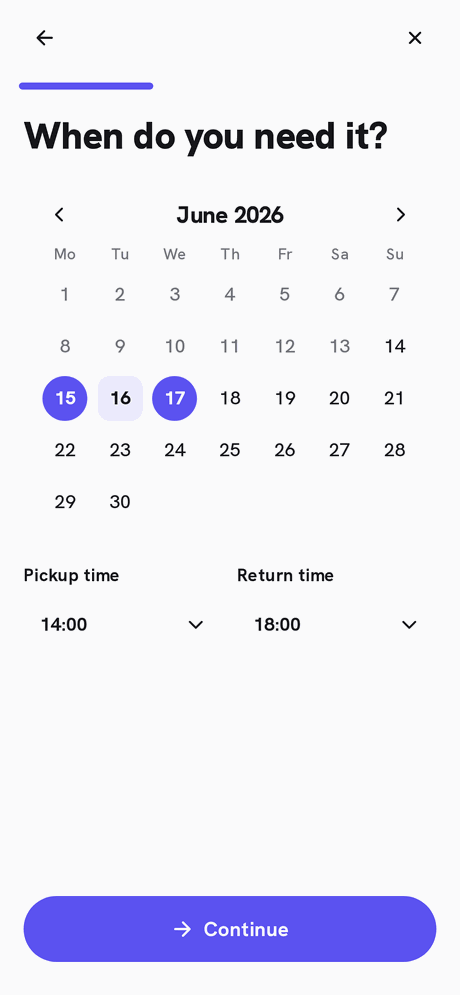 When do you need it?
June 2026
Mo Tu We Th Fr Sa Su
1 2 3 4 5 6 7
8 9 10 11 12 13 14
15 16 17 18 19 20 21
22 23 24 25 26 27 28
29 30
Pickup time Return time
14:00 18:00
Continue